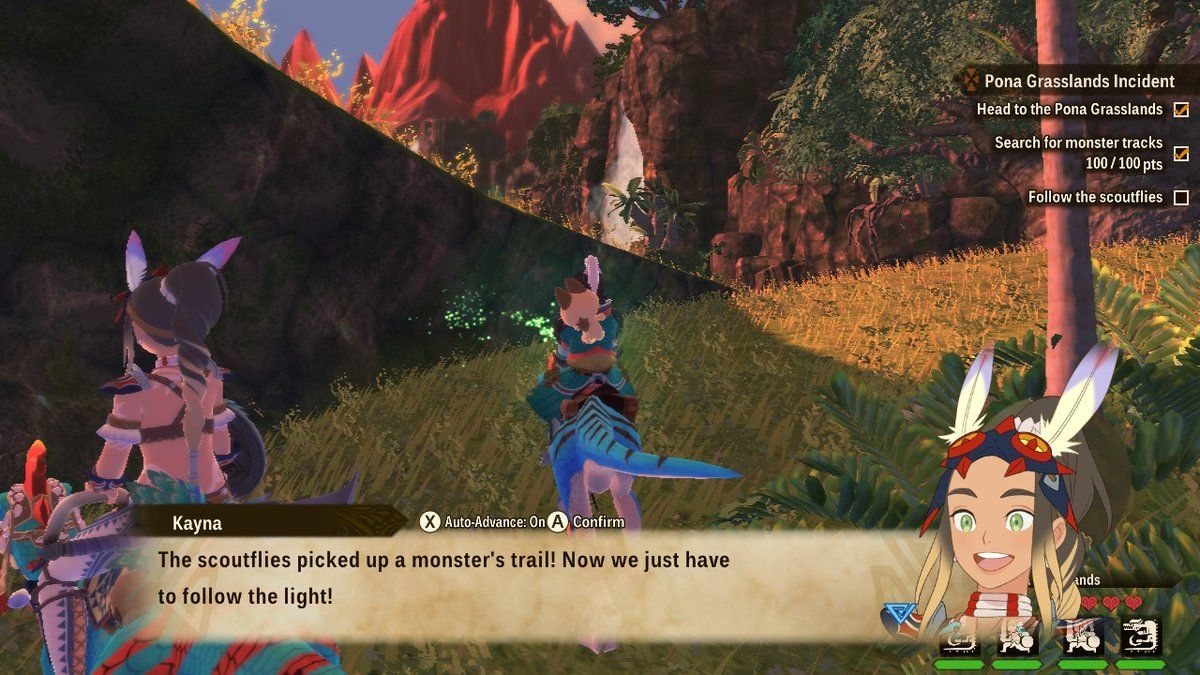 Pona Grasslands Incident
Head to the Pona Grasslands
Search for monster tracks
100 / 100 pts
Follow the scoutflies
Kayna
X Auto-Advance: On A Confirm
The scoutflies picked up a monster's trail! Now we just have
to follow the light!